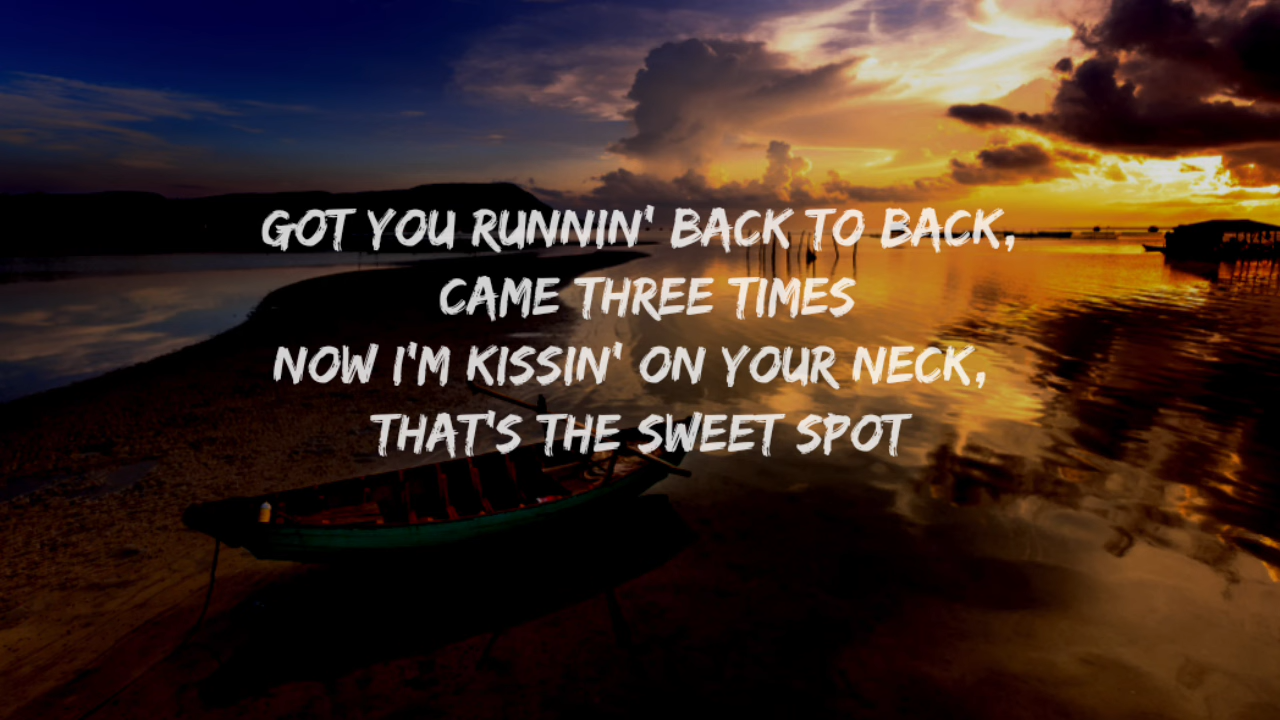 GOT YOU RUNNIN' BACK TO BACK,
CAME THREE TIMES
NOW I'M KISSIN' ON YOUR NECK,
THAT'S THE SWEET SPOT